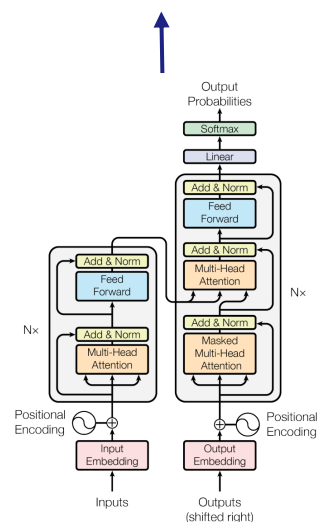 Output
Probabilities
Softmax
Linear
Add & Norm
Feed
Forward
Add & Norm
Multi-Head
Attention
Add & Norm
Masked
Multi-Head
Attention
Nx
Positional
Encoding
Output
Embedding
Outputs
(shifted right)
Add & Norm
Feed
Forward
Add & Norm
Multi-Head
Attention
Nx
Positional
Encoding
Input
Embedding
Inputs